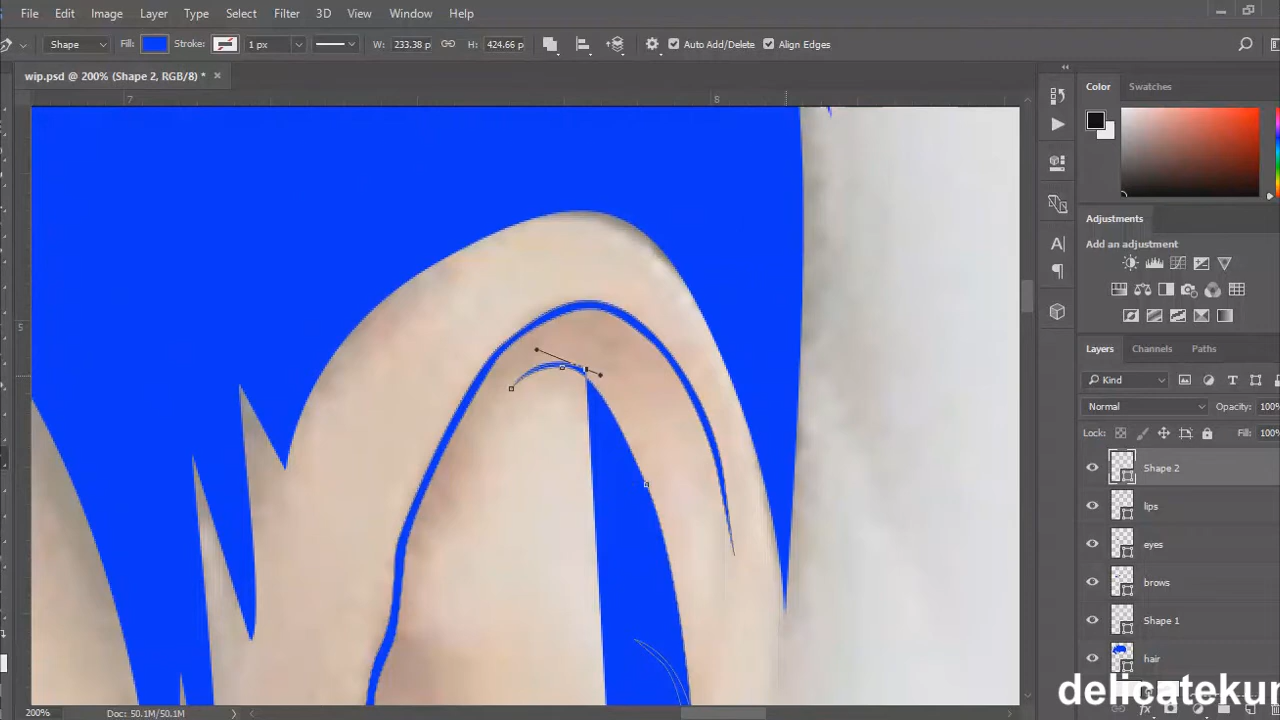 File Edit Image Layer Type Select Filter 3D View Window Help
Shape Fill: Stroke: 1 px W: 233.38 p H: 424.66 p Auto Add/Delete Align Edges
wip.psd @ 200% (Shape 2, RGB/8) * ×
7 8
5
Color Swatches
Adjustments
Add an adjustment
Layers Channels Paths
Kind
Normal Opacity: 100%
Lock: Fill: 100%
Shape 2
lips
eyes
brows
Shape 1
hair
delicatekur
200% Doc: 50.1M/50.1M